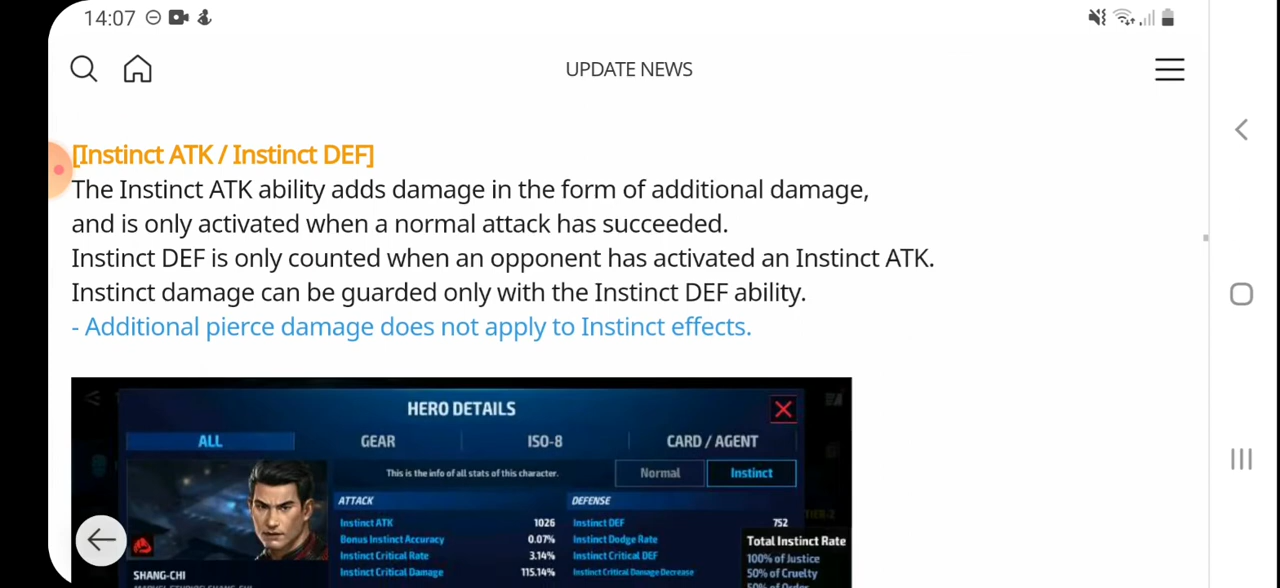 14:07
UPDATE NEWS
[Instinct ATK / Instinct DEF]
The Instinct ATK ability adds damage in the form of additional damage,
and is only activated when a normal attack has succeeded.
Instinct DEF is only counted when an opponent has activated an Instinct ATK.
Instinct damage can be guarded only with the Instinct DEF ability.
- Additional pierce damage does not apply to Instinct effects.
HERO DETAILS
ALL GEAR ISO-8 CARD / AGENT
This is the info of all stats of this character.
Normal Instinct
ATTACK DEFENSE
Instinct ATK 1026 Instinct DEF 752
Bonus Instinct Accuracy 0.07% Instinct Dodge Rate
Instinct Critical Rate 3.14% Instinct Critical DEF
Instinct Critical Damage 115.14% Instinct Critical Damage Decrease
TIER-2
Total Instinct Rate
100% of Justice
50% of Cruelty
SHANG-CHI